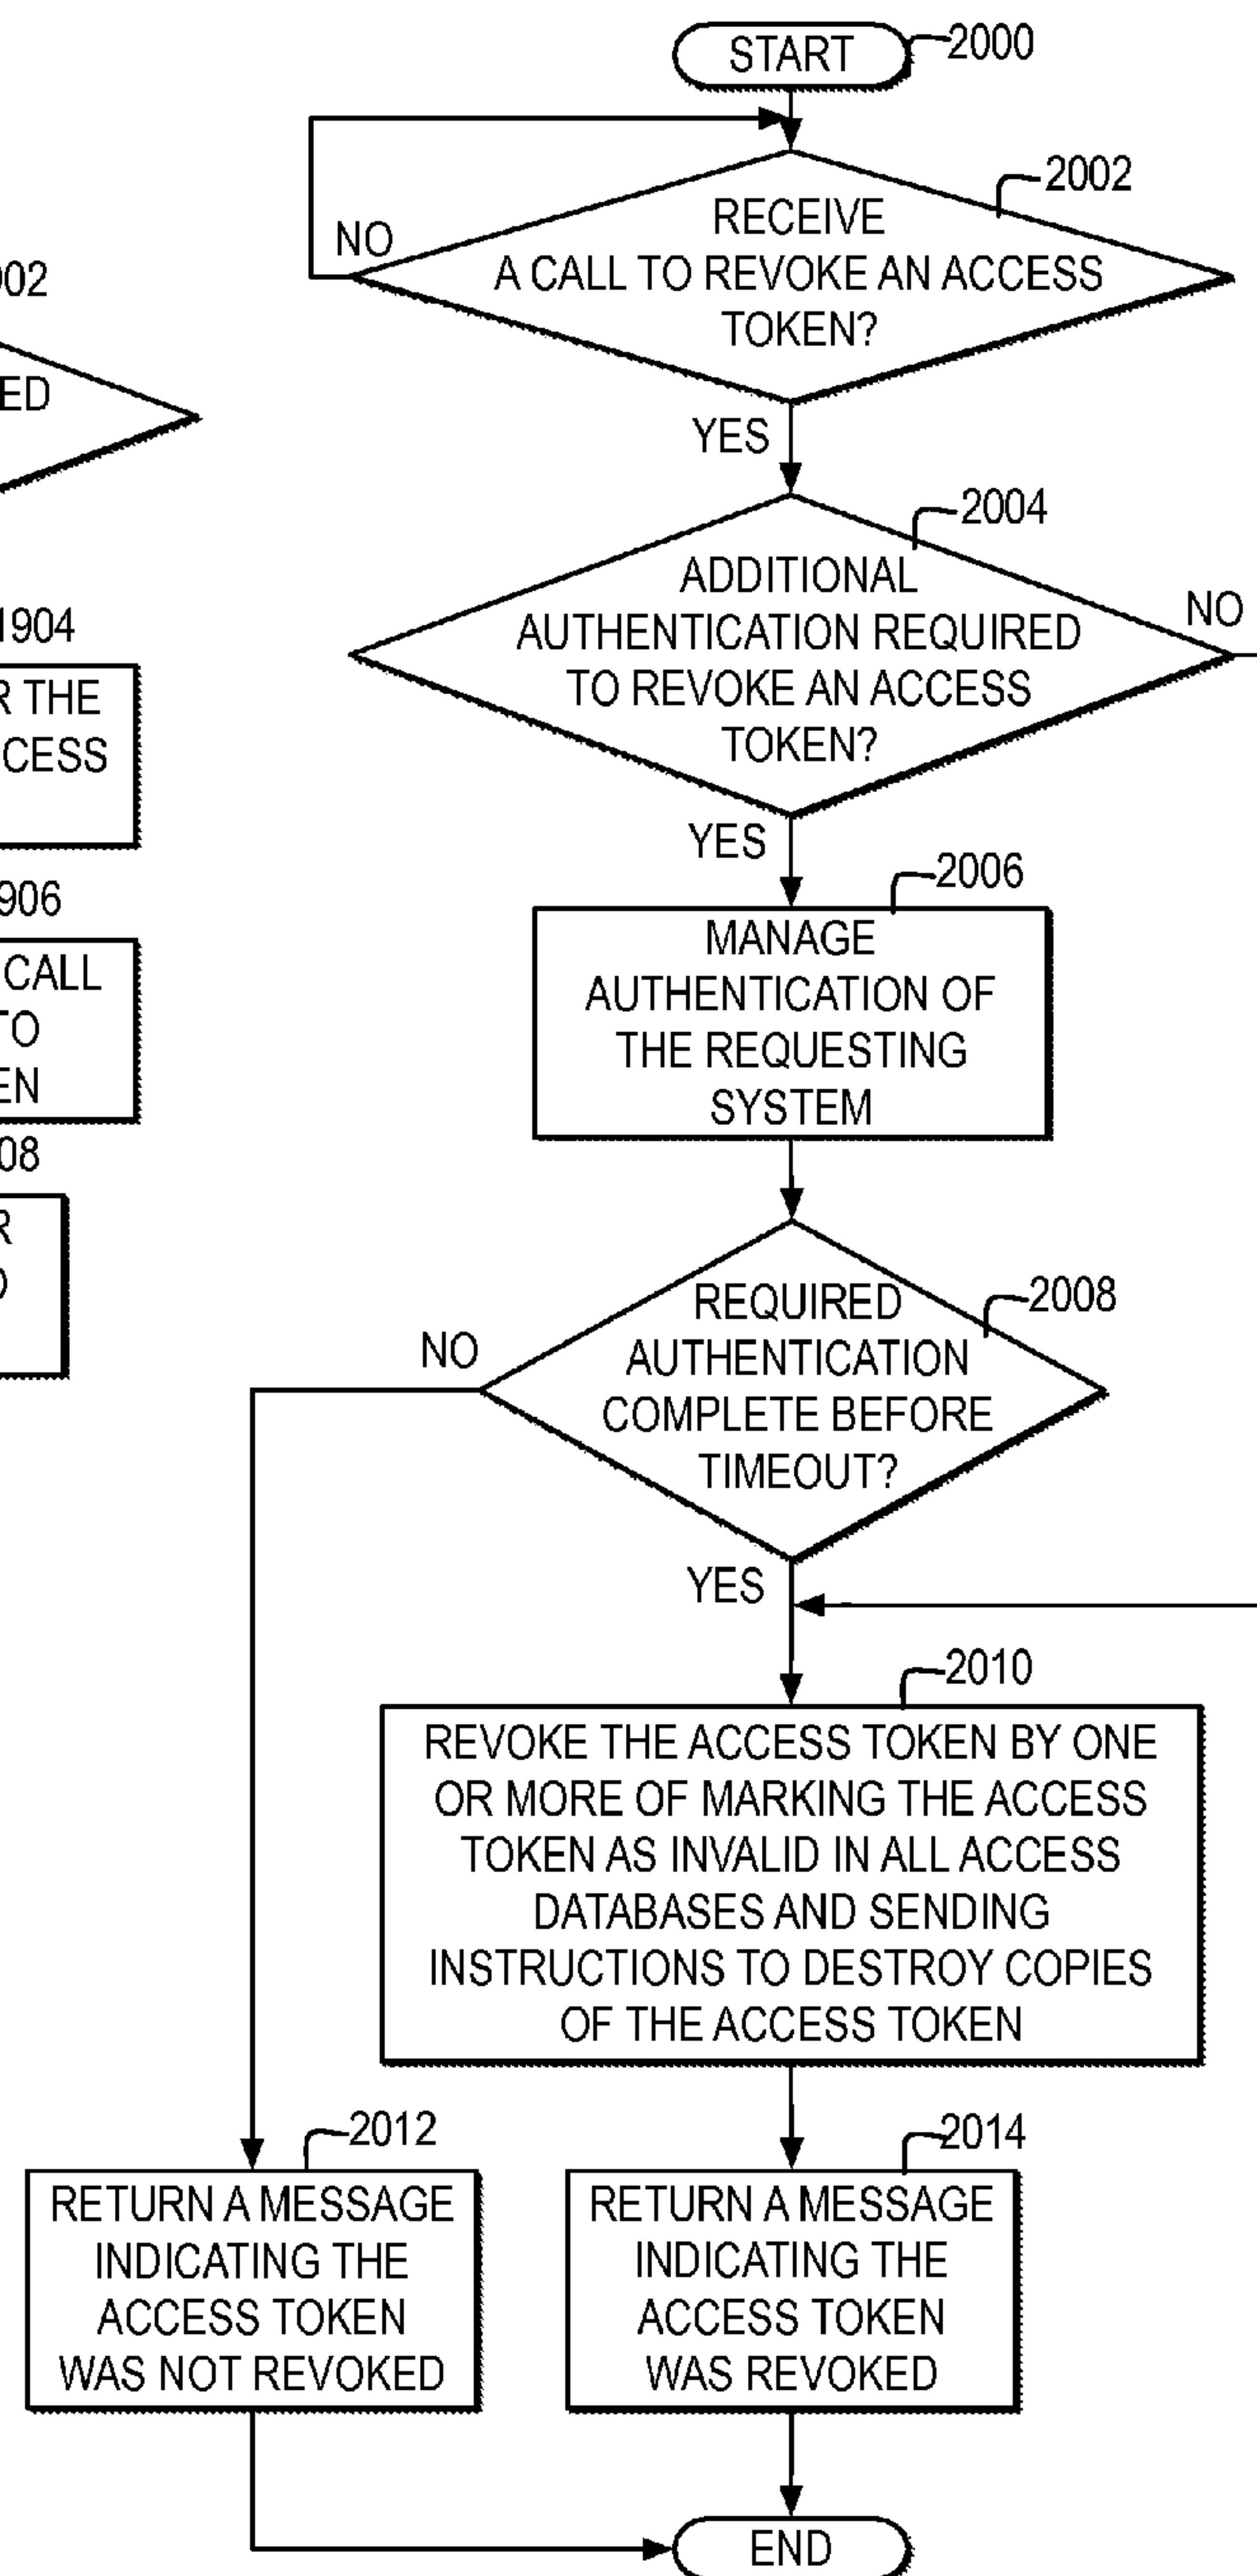 START
2000
2002
RECEIVE
A CALL TO REVOKE AN ACCESS
TOKEN?
NO
YES
2004
ADDITIONAL
AUTHENTICATION REQUIRED
TO REVOKE AN ACCESS
TOKEN?
NO
YES
2006
MANAGE
AUTHENTICATION OF
THE REQUESTING
SYSTEM
2008
REQUIRED
AUTHENTICATION
COMPLETE BEFORE
TIMEOUT?
NO
YES
2010
REVOKE THE ACCESS TOKEN BY ONE
OR MORE OF MARKING THE ACCESS
TOKEN AS INVALID IN ALL ACCESS
DATABASES AND SENDING
INSTRUCTIONS TO DESTROY COPIES
OF THE ACCESS TOKEN
2012
RETURN A MESSAGE
INDICATING THE
ACCESS TOKEN
WAS NOT REVOKED
2014
RETURN A MESSAGE
INDICATING THE
ACCESS TOKEN
WAS REVOKED
END
1904
THE
CALL